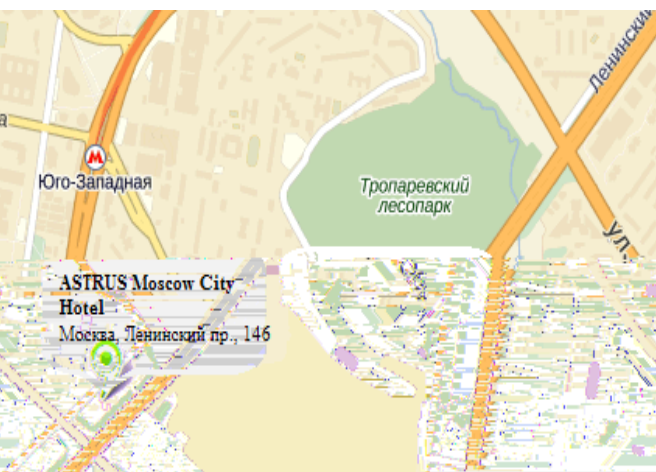 Ленинский
а
М
Юго-Западная
Тропаревский
лесопарк
ул.
ASTRUS Moscow City
Hotel
Москва, Ленинский пр., 146